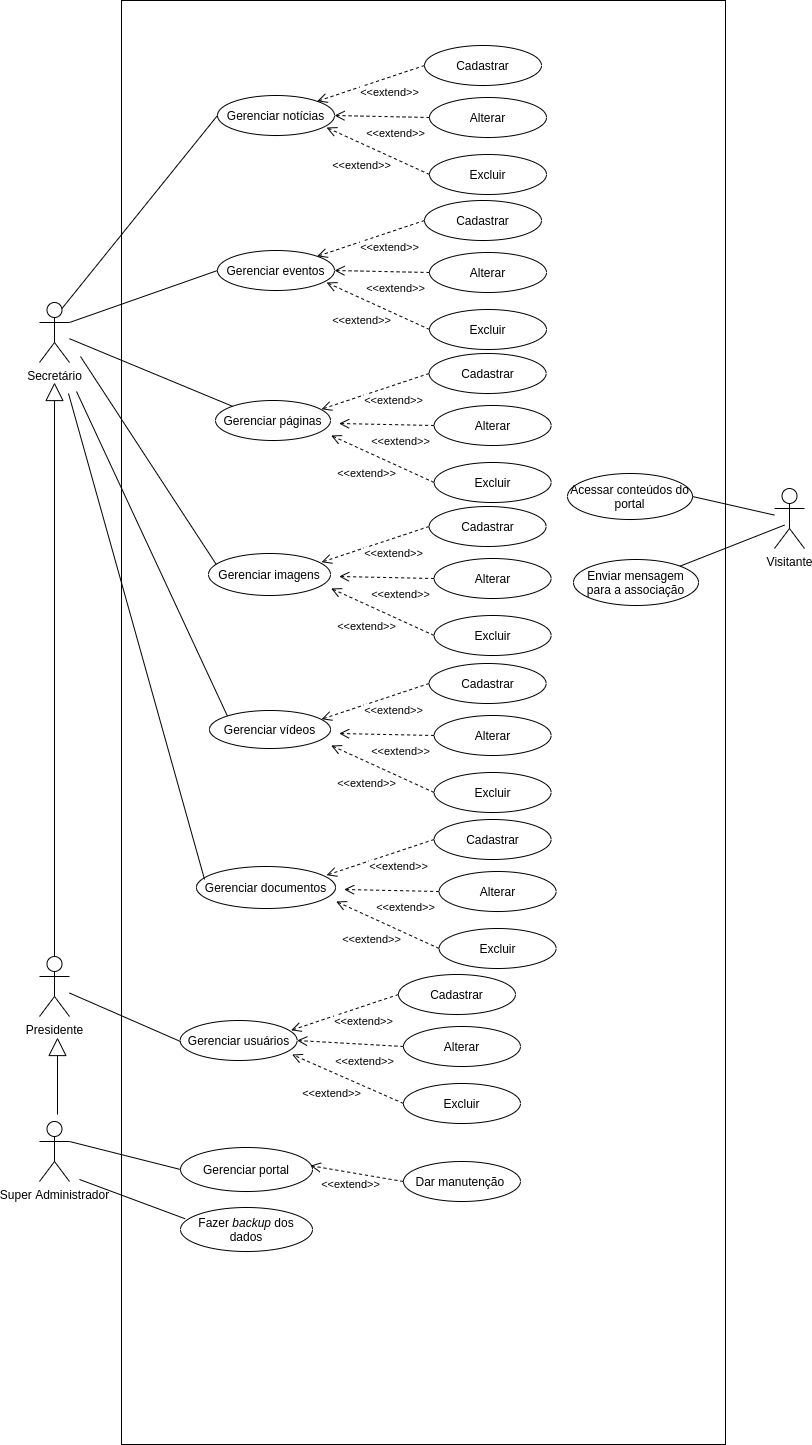 Cadastrar
<<extend>>
Gerenciar notícias
Alterar
<<extend>>
<<extend>>
Excluir
Cadastrar
<<extend>>
Gerenciar eventos
Alterar
<<extend>>
<<extend>>
Excluir
Secretário
Cadastrar
<<extend>>
Gerenciar páginas
Alterar
<<extend>>
<<extend>>
Excluir
Acessar conteúdos do
portal
Visitante
Enviar mensagem
para a associação
Cadastrar
<<extend>>
Gerenciar imagens
Alterar
<<extend>>
<<extend>>
Excluir
Cadastrar
<<extend>>
Gerenciar vídeos
Alterar
<<extend>>
<<extend>>
Excluir
Cadastrar
<<extend>>
Gerenciar documentos
Alterar
<<extend>>
<<extend>>
Excluir
Presidente
Cadastrar
<<extend>>
Gerenciar usuários
Alterar
<<extend>>
<<extend>>
Excluir
Super Administrador
Gerenciar portal
<<extend>>
Dar manutenção
Fazer backup dos
dados